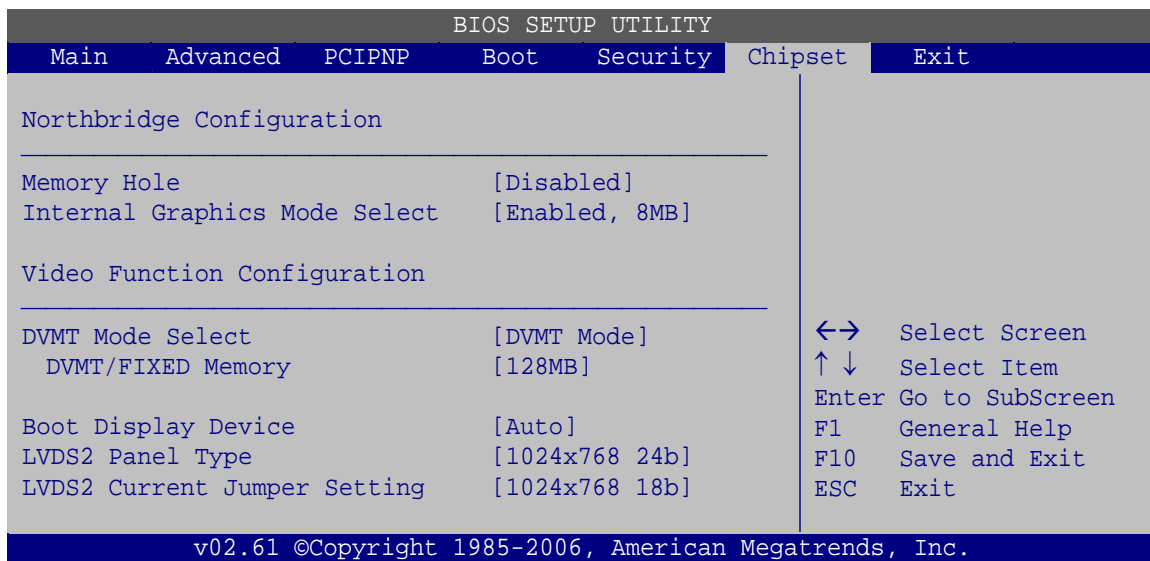 BIOS SETUP UTILITY
Main Advanced PCIPNP Boot Security Chipset Exit
Northbridge Configuration
Memory Hole [Disabled]
Internal Graphics Mode Select [Enabled, 8MB]
Video Function Configuration
DVMT Mode Select [DVMT Mode]
DVMT/FIXED Memory [128MB]
Boot Display Device [Auto]
LVDS2 Panel Type [1024x768 24b]
LVDS2 Current Jumper Setting [1024x768 18b]
←→ Select Screen
↑↓ Select Item
Enter Go to SubScreen
F1 General Help
F10 Save and Exit
ESC Exit
v02.61 ©Copyright 1985-2006, American Megatrends, Inc.